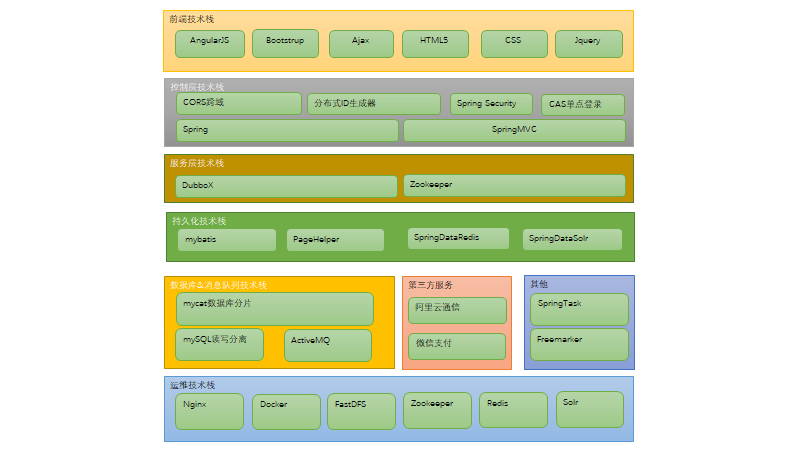 前端技术栈
AngularJS Bootstrup Ajax HTML5 CSS Jquery
控制层技术栈
CORS跨域 分布式ID生成器 Spring Security CAS单点登录
Spring SpringMVC
服务层技术栈
DubboX Zookeeper
持久化技术栈
mybatis PageHelper SpringDataRedis SpringDataSolr
数据库&消息队列技术栈
mycat数据库分片
mySQL读写分离 ActiveMQ
第三方服务
阿里云通信
微信支付
其他
SpringTask
Freemarker
运维技术栈
Nginx Docker FastDFS Zookeeper Redis Solr